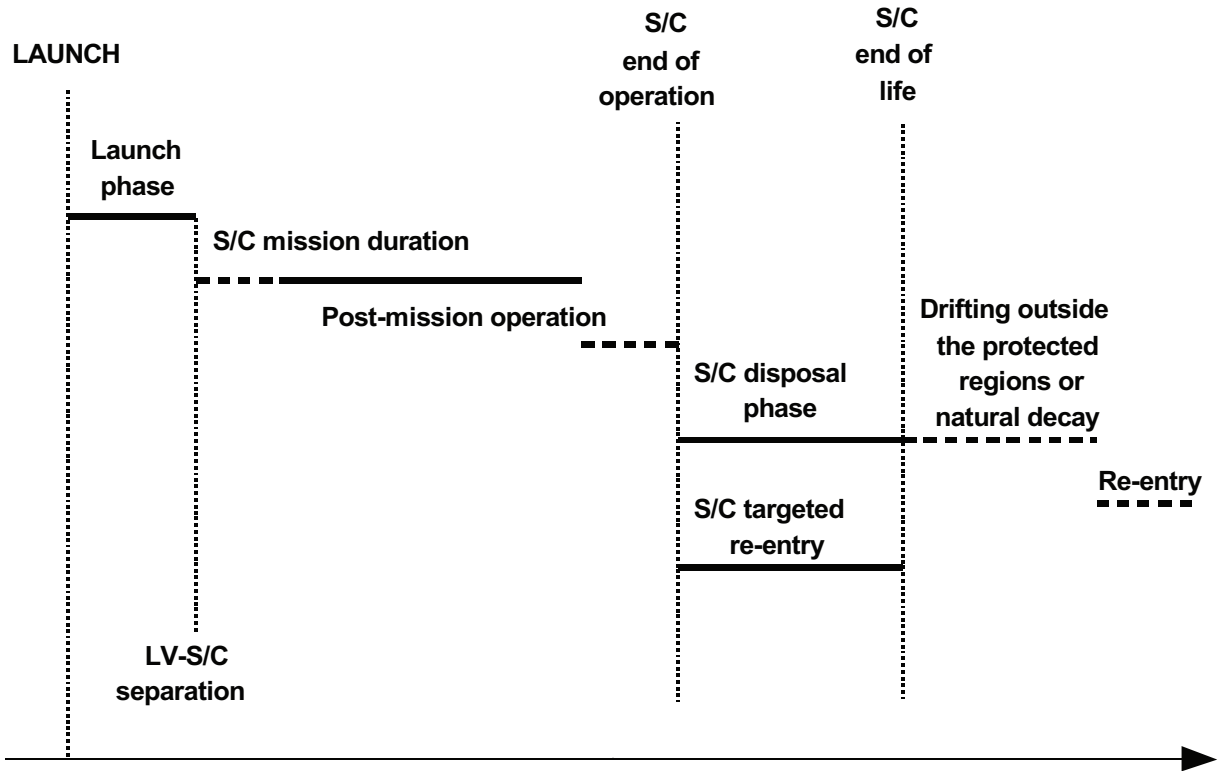 LAUNCH
S/C
end of
operation
S/C
end of
life
Launch
phase
S/C mission duration
Post-mission operation
Drifting outside
the protected
regions or
natural decay
S/C disposal
phase
Re-entry
S/C targeted
re-entry
LV-S/C
separation